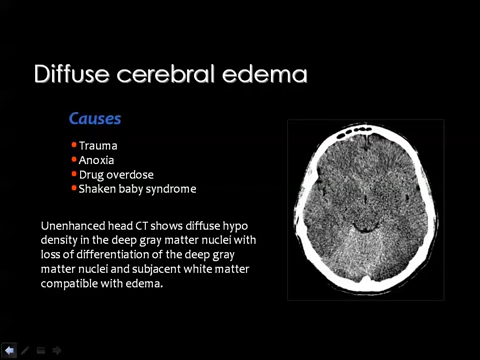 Diffuse cerebral edema
Causes
Trauma
Anoxia
Drug overdose
Shaken baby syndrome
Unenhanced head CT shows diffuse hypo
density in the deep gray matter nuclei with
loss of differentiation of the deep gray
matter nuclei and subjacent white matter
compatible with edema.